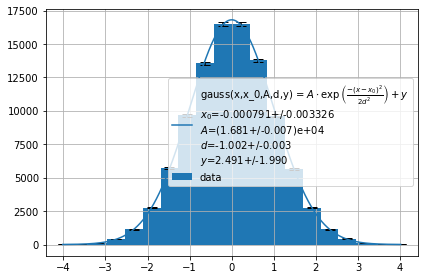 17500
15000
12500
10000
7500
5000
2500
0
gauss(x,x_0,A,d,y) = A · exp(−(x−x₀)²/2d²) + y
x₀=-0.000791+/-0.003326
A=(1.681+/-0.007)e+04
d=-1.002+/-0.003
y=2.491+/-1.990
data
−4 −3 −2 −1 0 1 2 3 4